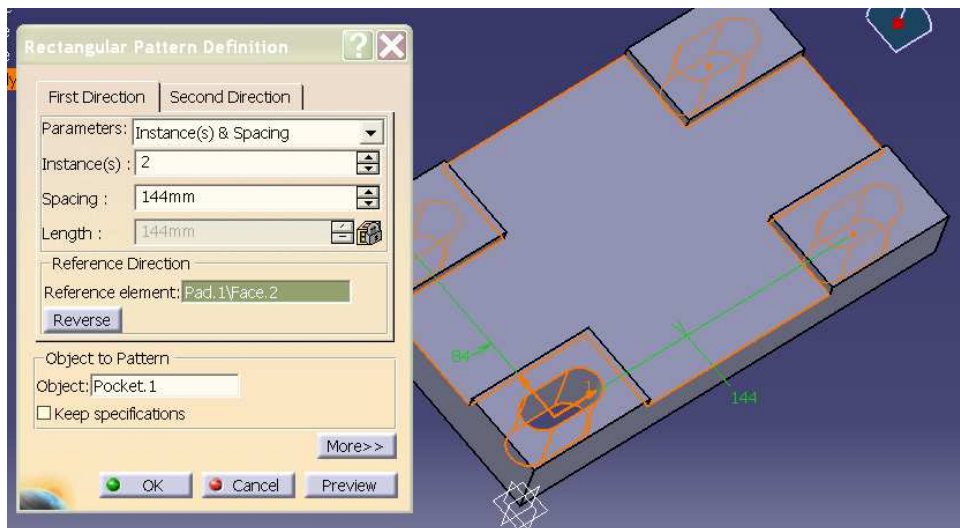 Rectangular Pattern Definition
First Direction
Second Direction
Parameters: Instance(s) & Spacing
Instance(s) : 2
Spacing : 144mm
Length : 144mm
Reference Direction
Reference element: Pad.1\Face.2
Reverse
Object to Pattern
Object: Pocket.1
Keep specifications
More>>
OK
Cancel
Preview
84
1
144